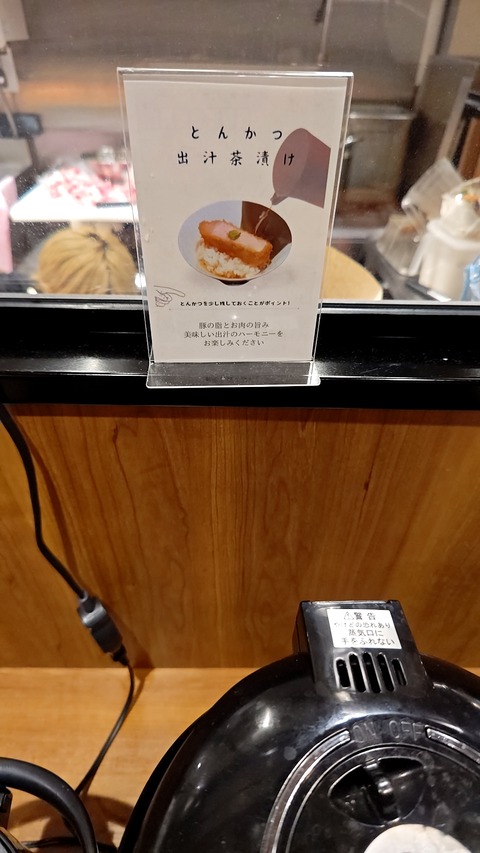 とんかつ
出汁茶漬け
とんかつを少し残しておくことがポイント!
豚の脂とお肉の旨み
美味しい出汁のハーモニーを
お楽しみください
⚠警告
やけどの恐れあり
蒸気口に
手をふれない
ON/OFF